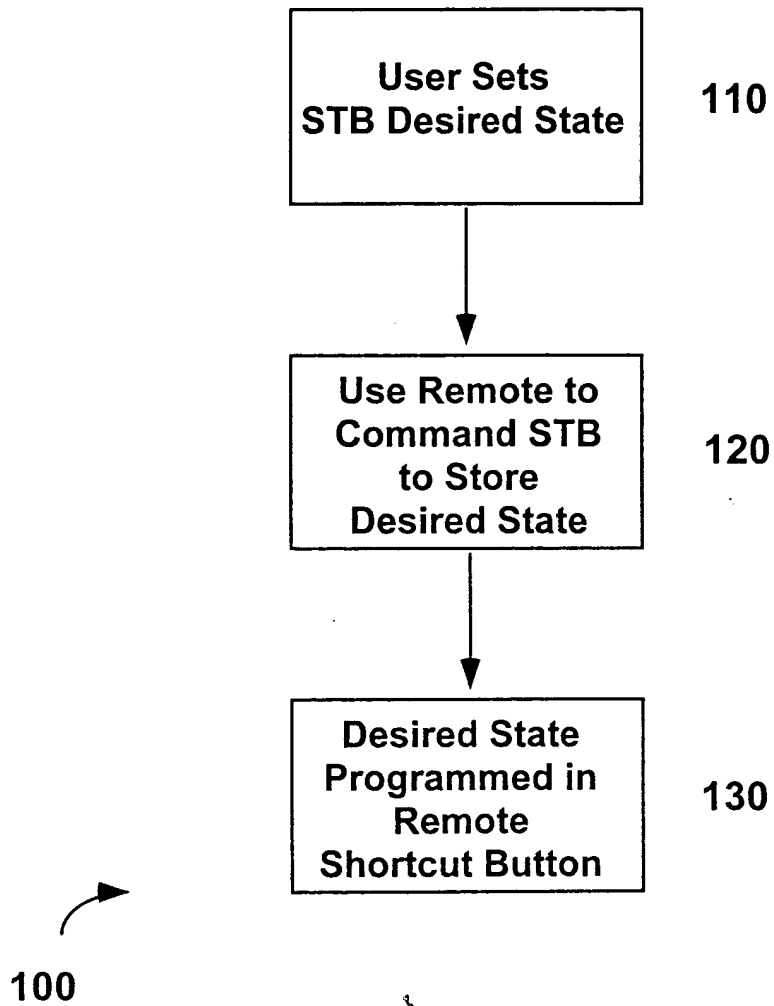 User Sets
STB Desired State
110
Use Remote to
Command STB
to Store
Desired State
120
Desired State
Programmed in
Remote
Shortcut Button
130
100